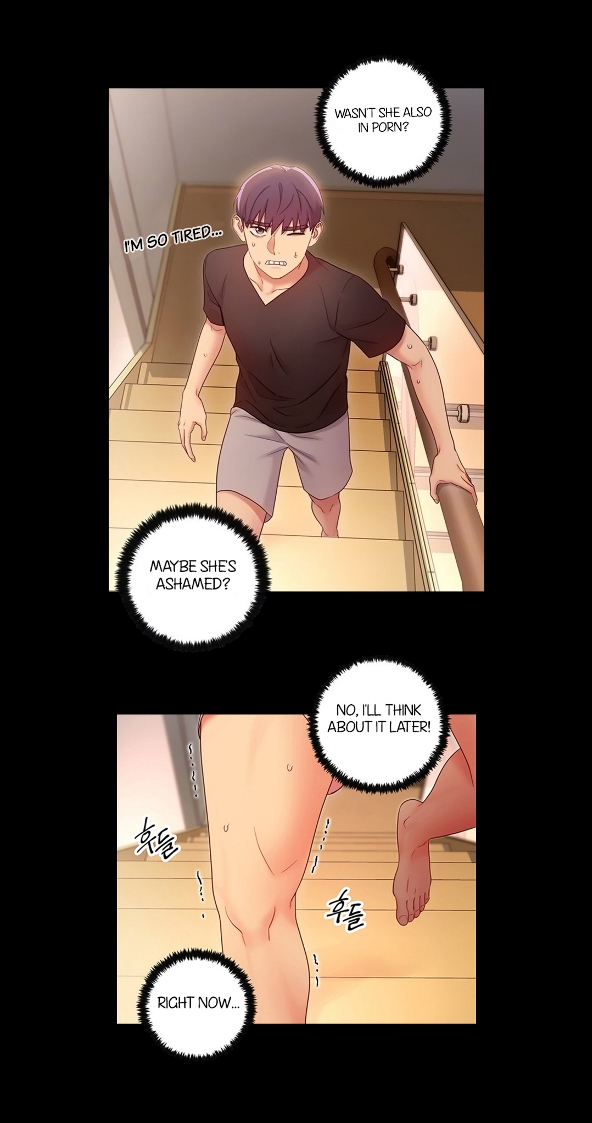 WASN'T SHE ALSO
IN PORN?
I'M SO TIRED...
MAYBE SHE'S
ASHAMED?
NO, I'LL THINK
ABOUT IT LATER!
후들
후들
RIGHT NOW...